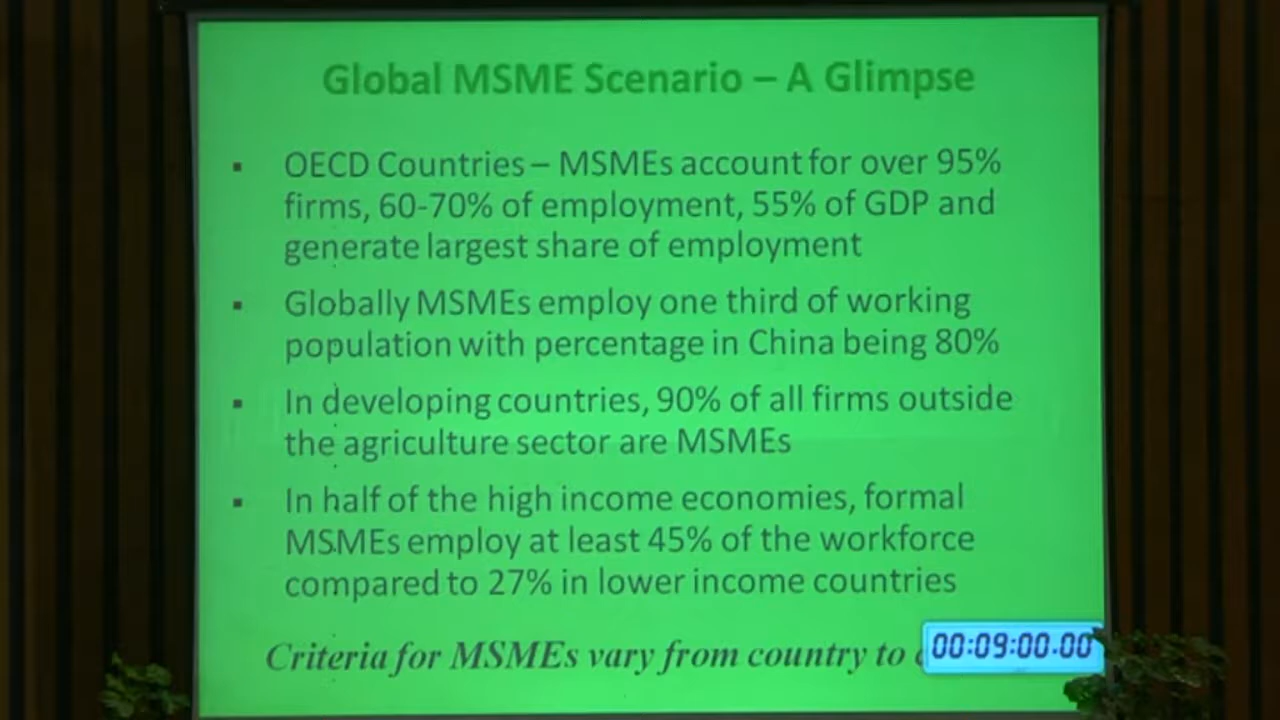 Global MSME Scenario – A Glimpse
▪ OECD Countries – MSMEs account for over 95%
firms, 60-70% of employment, 55% of GDP and
generate largest share of employment
▪ Globally MSMEs employ one third of working
population with percentage in China being 80%
▪ In developing countries, 90% of all firms outside
the agriculture sector are MSMEs
▪ In half of the high income economies, formal
MSMEs employ at least 45% of the workforce
compared to 27% in lower income countries
Criteria for MSMEs vary from country to
00:09:00.00